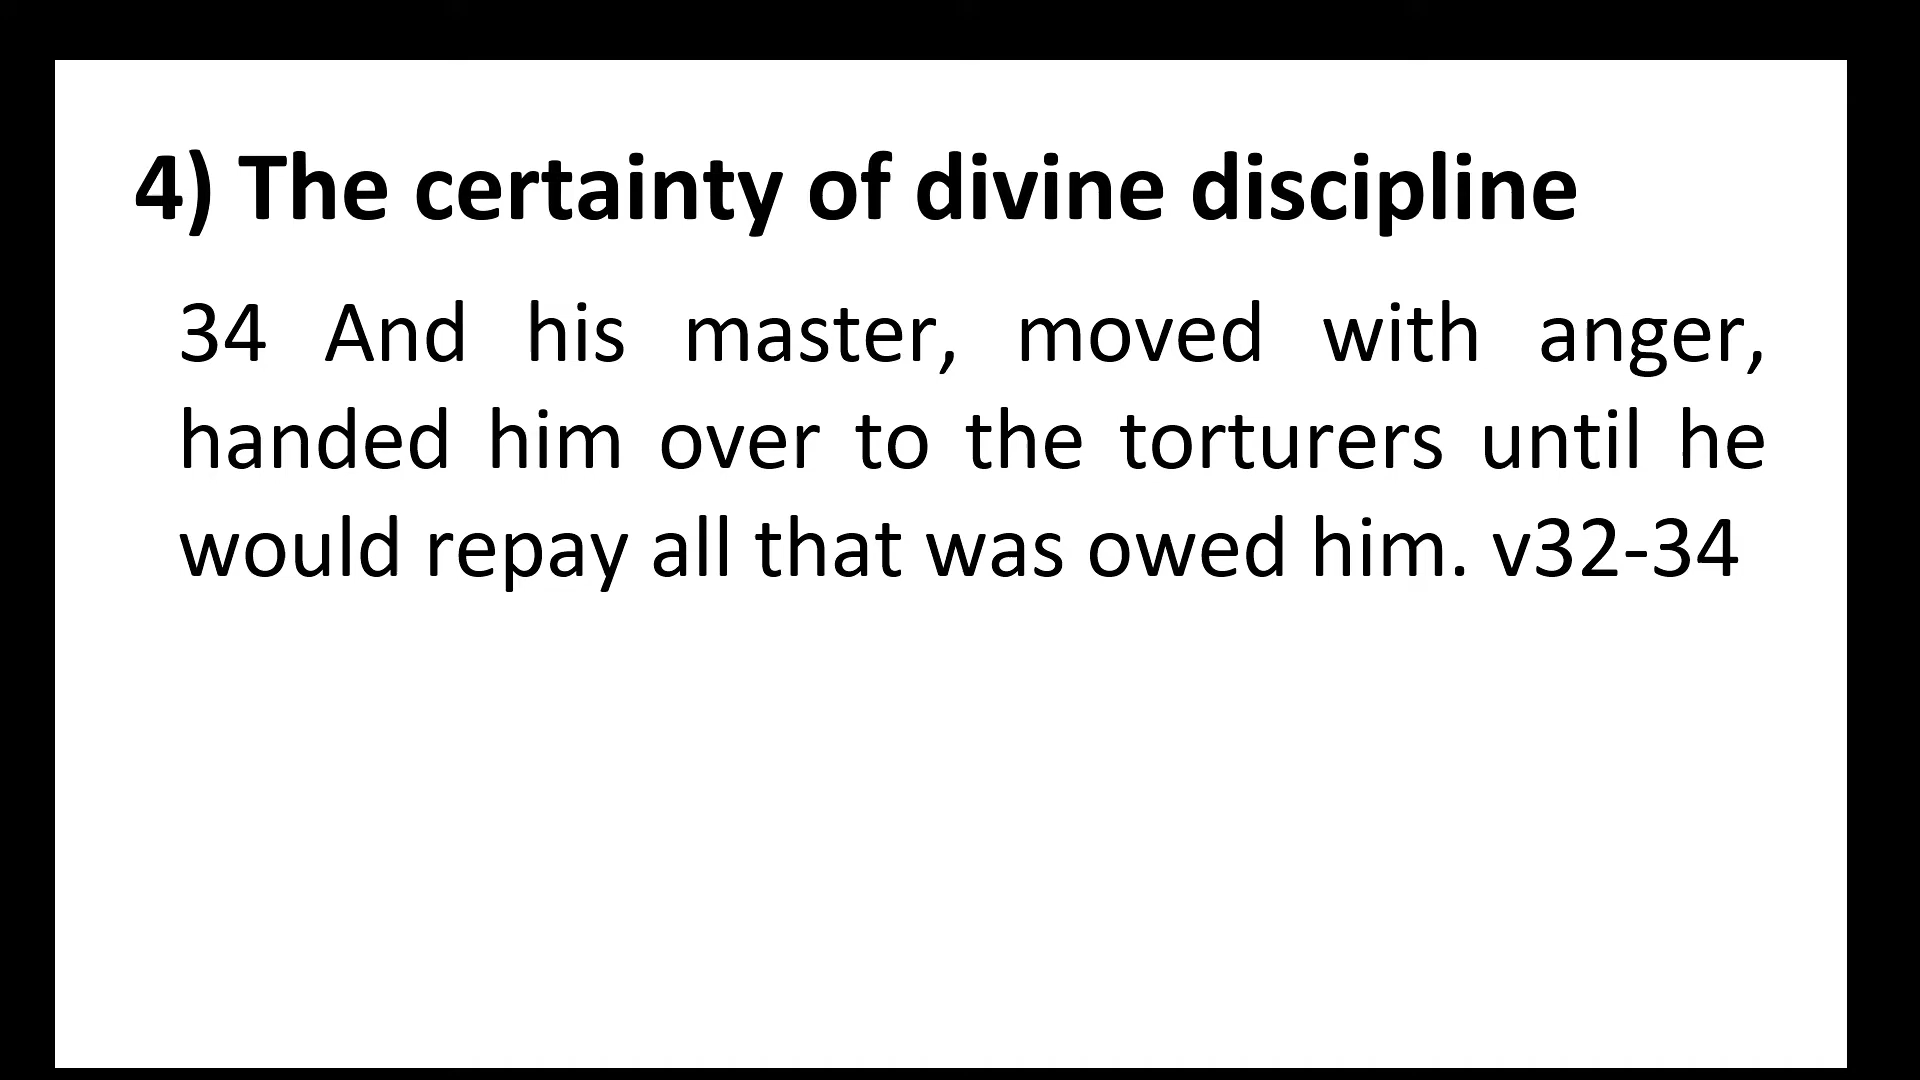 4) The certainty of divine discipline
34 And his master, moved with anger,
handed him over to the torturers until he
would repay all that was owed him. v32-34